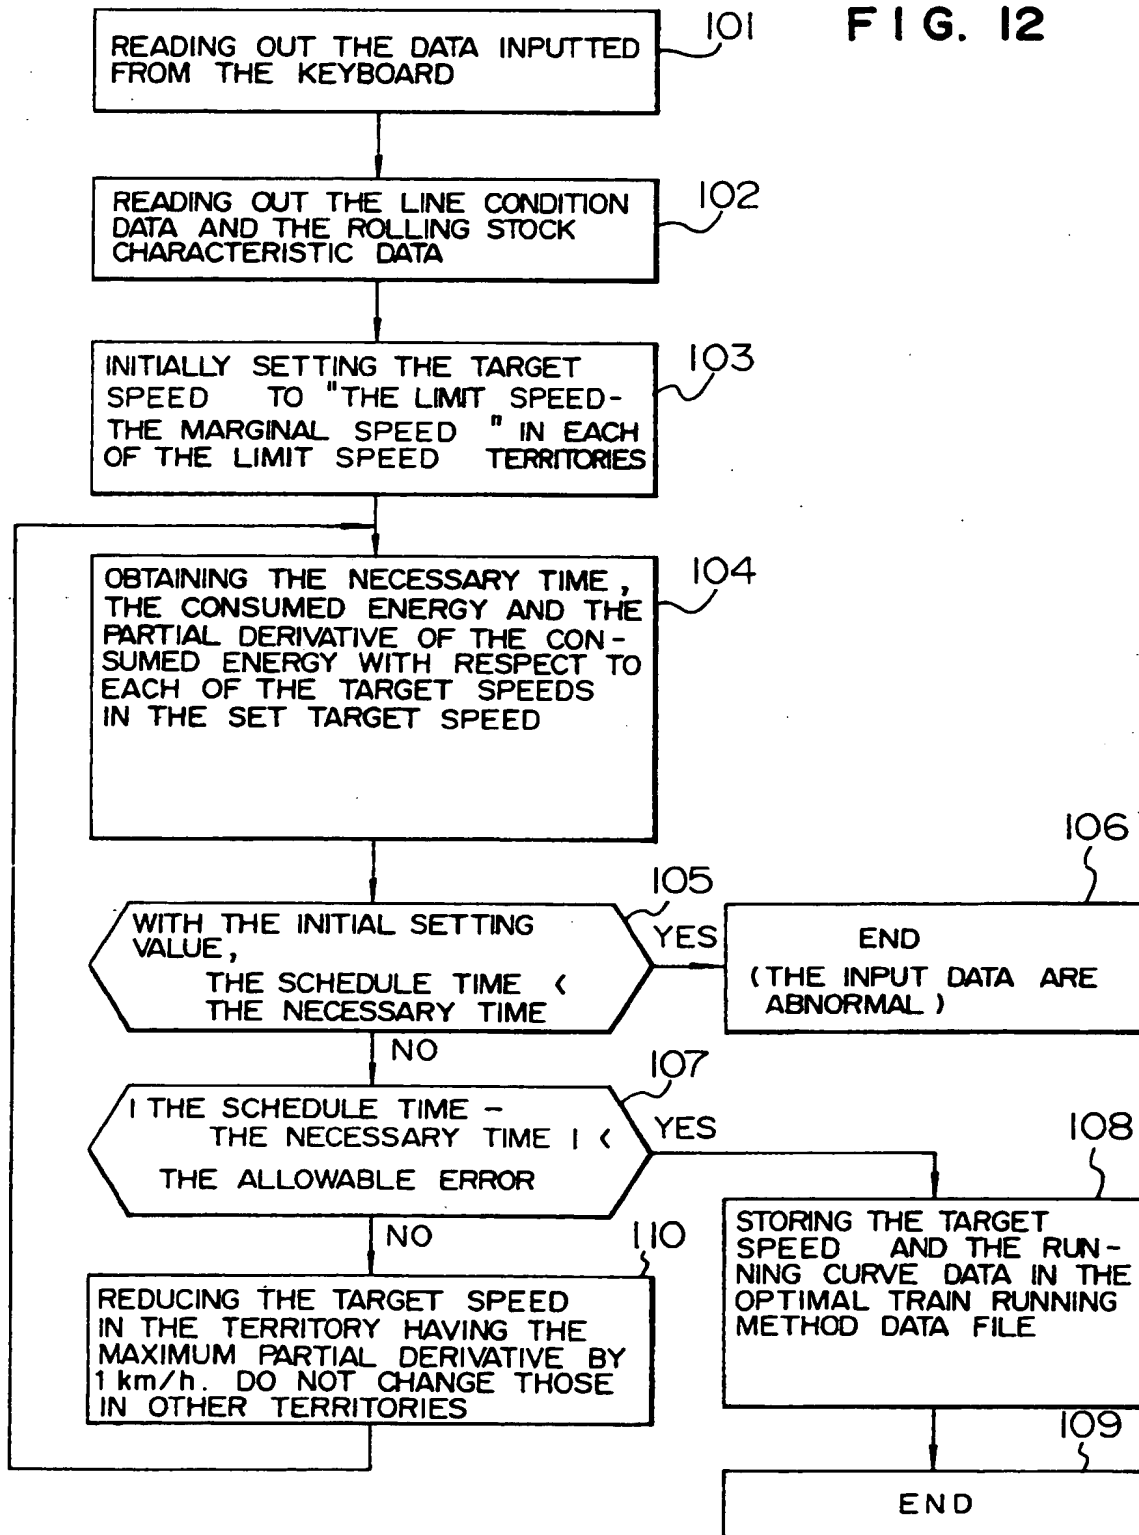 FIG. 12
101
READING OUT THE DATA INPUTTED
FROM THE KEYBOARD
102
READING OUT THE LINE CONDITION
DATA AND THE ROLLING STOCK
CHARACTERISTIC DATA
103
INITIALLY SETTING THE TARGET
SPEED TO "THE LIMIT SPEED-
THE MARGINAL SPEED " IN EACH
OF THE LIMIT SPEED TERRITORIES
104
OBTAINING THE NECESSARY TIME,
THE CONSUMED ENERGY AND THE
PARTIAL DERIVATIVE OF THE CON-
SUMED ENERGY WITH RESPECT TO
EACH OF THE TARGET SPEEDS
IN THE SET TARGET SPEED
105
WITH THE INITIAL SETTING
VALUE,
THE SCHEDULE TIME <
THE NECESSARY TIME
YES
106
END
(THE INPUT DATA ARE
ABNORMAL)
NO
107
| THE SCHEDULE TIME -
THE NECESSARY TIME | <
THE ALLOWABLE ERROR
YES
108
STORING THE TARGET
SPEED AND THE RUN-
NING CURVE DATA IN THE
OPTIMAL TRAIN RUNNING
METHOD DATA FILE
NO
110
REDUCING THE TARGET SPEED
IN THE TERRITORY HAVING THE
MAXIMUM PARTIAL DERIVATIVE BY
1 km/h. DO NOT CHANGE THOSE
IN OTHER TERRITORIES
109
END